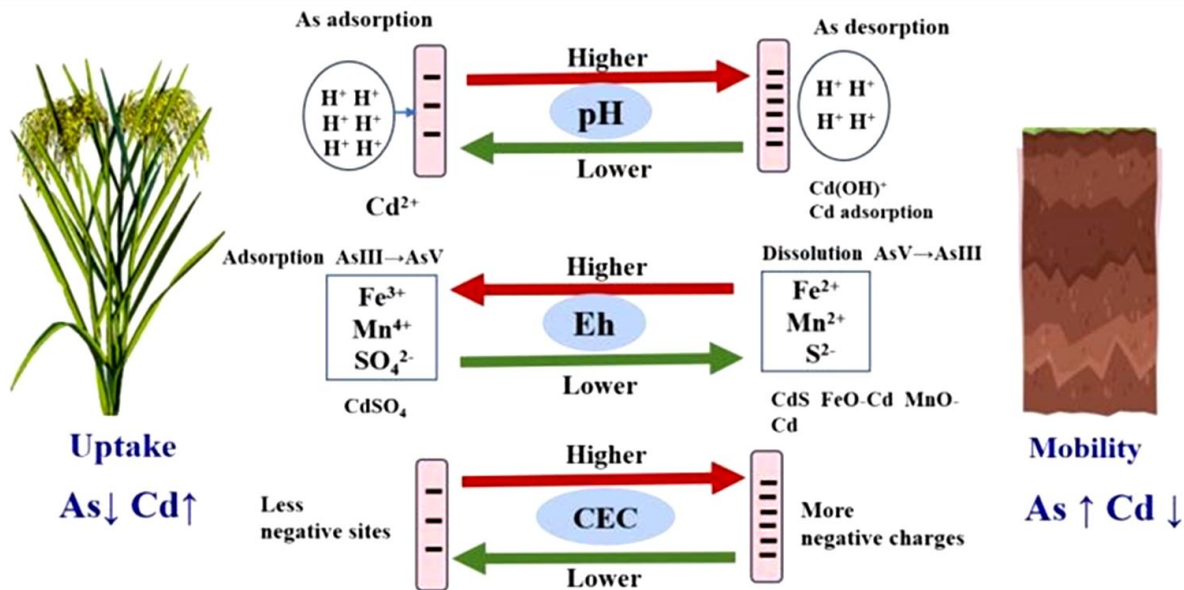 As adsorption
As desorption
Higher
H⁺ H⁺
H⁺ H⁺
H⁺ H⁺
pH
H⁺ H⁺
H⁺ H⁺
Lower
Cd²⁺
Cd(OH)⁺
Cd adsorption
Adsorption AsIII→AsV
Higher
Dissolution AsV→AsIII
Fe³⁺
Mn⁴⁺
SO₄²⁻
Eh
Fe²⁺
Mn²⁺
S²⁻
Lower
CdSO₄
CdS FeO-Cd MnO-
Cd
Uptake
As↓ Cd↑
Higher
Less
negative sites
CEC
More
negative charges
Lower
Mobility
As ↑ Cd ↓